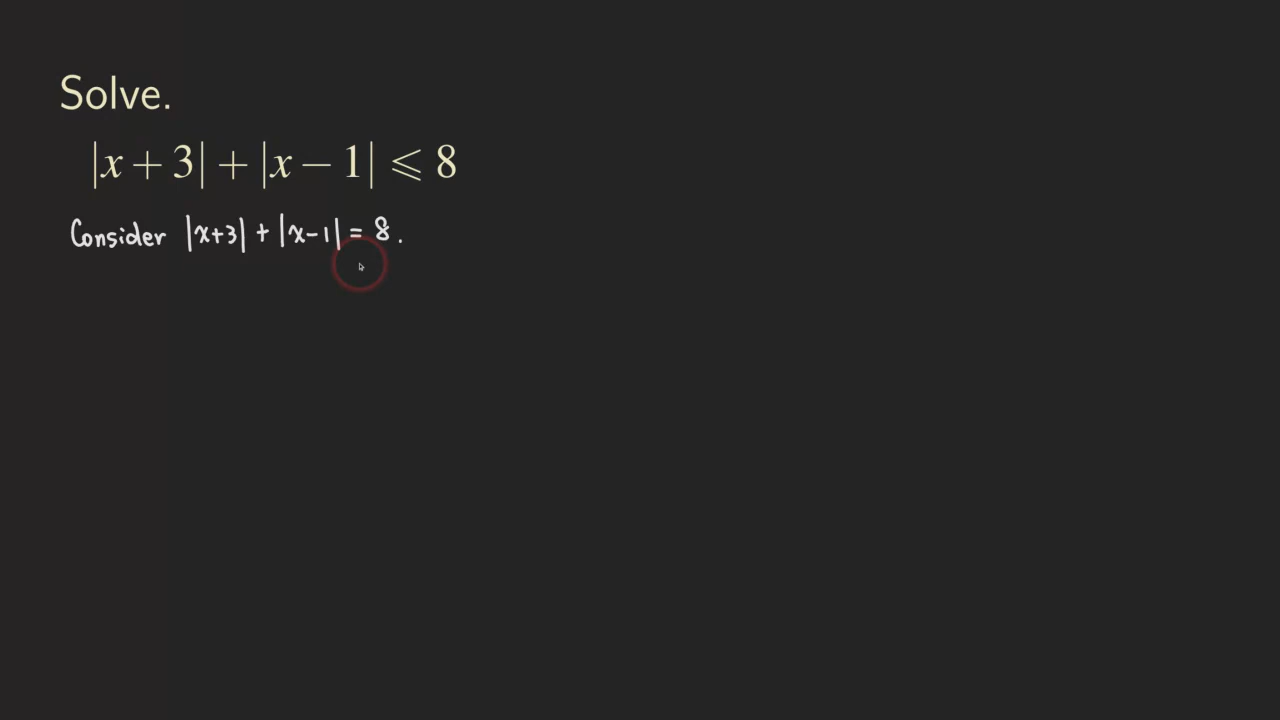 Solve.
|x + 3| + |x − 1| ⩽ 8
Consider |x+3| + |x-1| = 8.